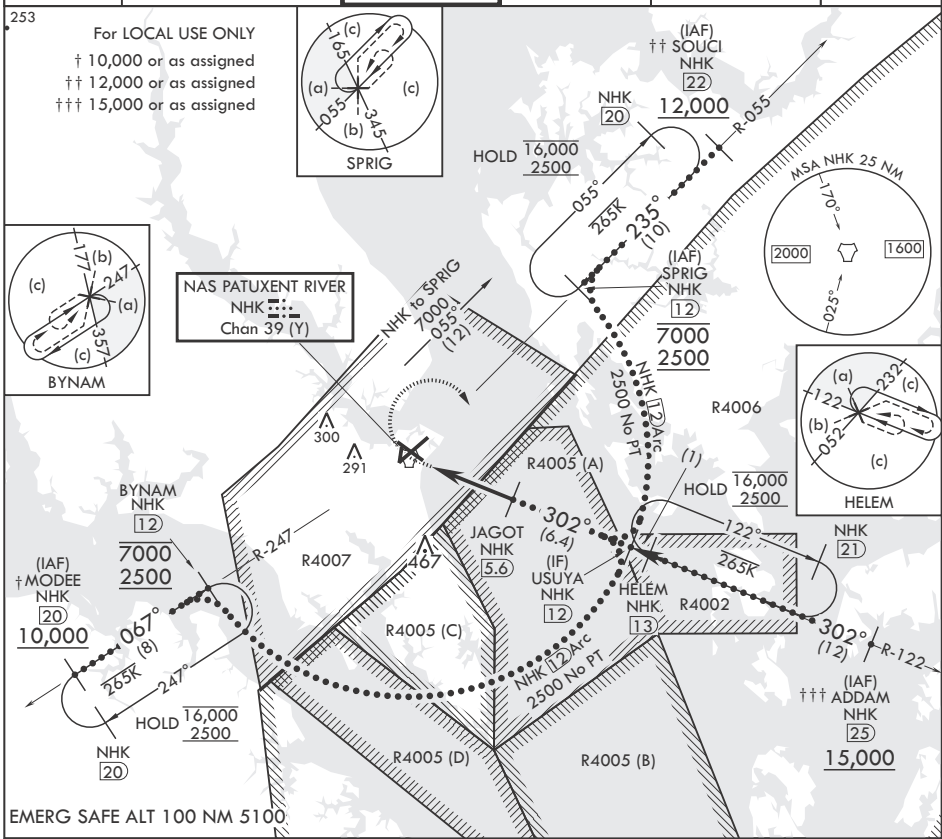 253
For LOCAL USE ONLY
† 10,000 or as assigned
†† 12,000 or as assigned
††† 15,000 or as assigned
(c)
165
(a)
(c)
055
(b)
345
SPRIG
(IAF)
†† SOUCI
NHK
22
12,000
NHK
20
R-055
HOLD
16,000
2500
055°
265K
235°
(10)
MSA NHK 25 NM
170°
2000
1600
025°
(b)
177
247
(c)
(a)
357
(c)
BYNAM
NAS PATUXENT RIVER
NHK
Chan 39 (Y)
NHK to SPRIG
7000
055°
(12)
(IAF)
SPRIG
NHK
12
7000
2500
NHK 12 Arc
2500 No PT
R4006
(a)
232
(c)
122
(b)
052
(c)
HELEM
300
291
R4005 (A)
(1)
HOLD
16,000
2500
122°
NHK
21
265K
BYNAM
NHK
12
7000
2500
R-247
R4007
467
JAGOT
NHK
5.6
302°
(6.4)
(IF)
USUYA
NHK
12
HELEM
NHK
13
R4002
302°
(12)
R-122
(IAF)
†MODEE
NHK
20
10,000
067°
(8)
265K
247°
HOLD
16,000
2500
NHK
20
R4005 (C)
NHK 12 Arc
2500 No PT
(IAF)
††† ADDAM
NHK
25
15,000
R4005 (D)
R4005 (B)
EMERG SAFE ALT 100 NM 5100